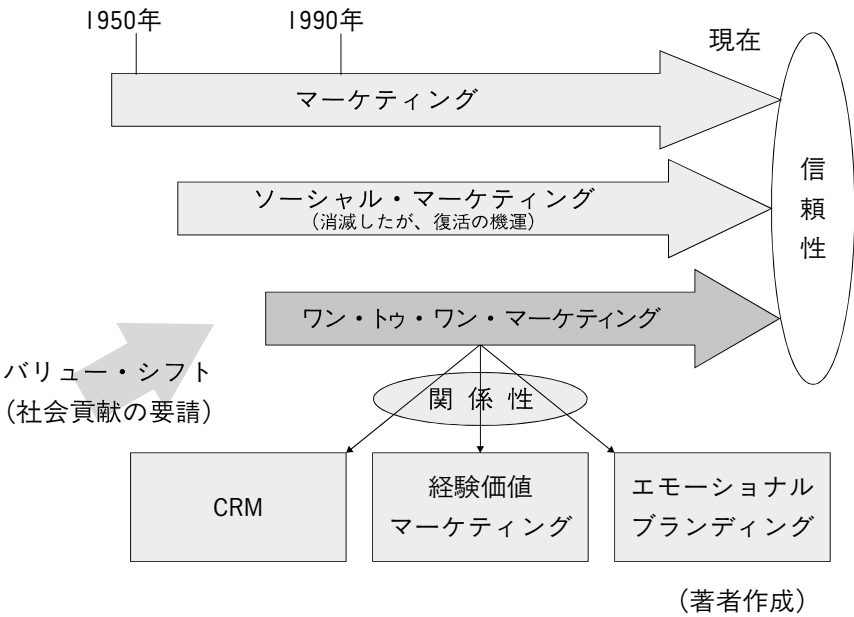 1950年 1990年
現在
マーケティング
ソーシャル・マーケティング
(消滅したが、復活の機運)
信頼性
ワン・トゥ・ワン・マーケティング
バリュー・シフト
(社会貢献の要請)
関係性
CRM
経験価値
マーケティング
エモーショナル
ブランディング
(著者作成)